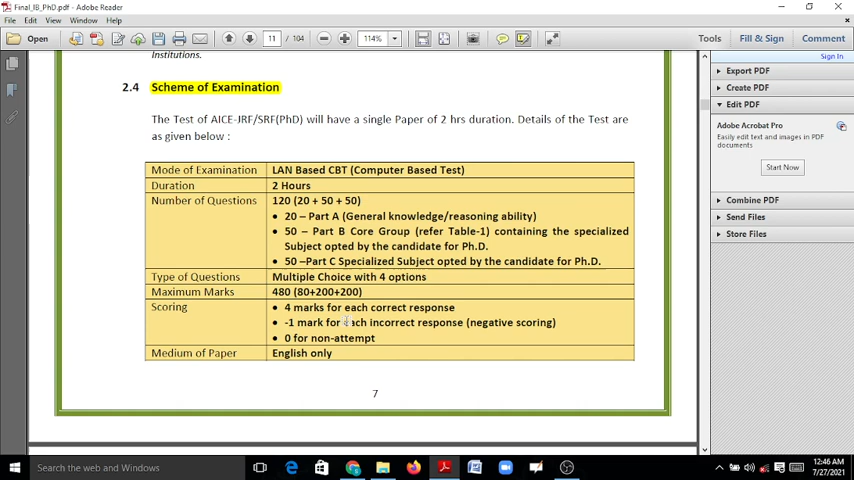 Final_IB_PhD.pdf - Adobe Reader
File Edit View Window Help
Open 11 / 104 114% Tools Fill & Sign Comment
Sign In
Institutions.
2.4 Scheme of Examination
The Test of AICE-JRF/SRF(PhD) will have a single Paper of 2 hrs duration. Details of the Test are
as given below :
Mode of Examination LAN Based CBT (Computer Based Test)
Duration 2 Hours
Number of Questions 120 (20 + 50 + 50)
• 20 – Part A (General knowledge/reasoning ability)
• 50 – Part B Core Group (refer Table-1) containing the specialized
Subject opted by the candidate for Ph.D.
• 50 –Part C Specialized Subject opted by the candidate for Ph.D.
Type of Questions Multiple Choice with 4 options
Maximum Marks 480 (80+200+200)
Scoring • 4 marks for each correct response
• -1 mark for each incorrect response (negative scoring)
• 0 for non-attempt
Medium of Paper English only
7
Export PDF
Create PDF
Edit PDF
Adobe Acrobat Pro
Easily edit text and images in PDF
documents
Start Now
Combine PDF
Send Files
Store Files
Search the web and Windows
12:46 AM
7/27/2021